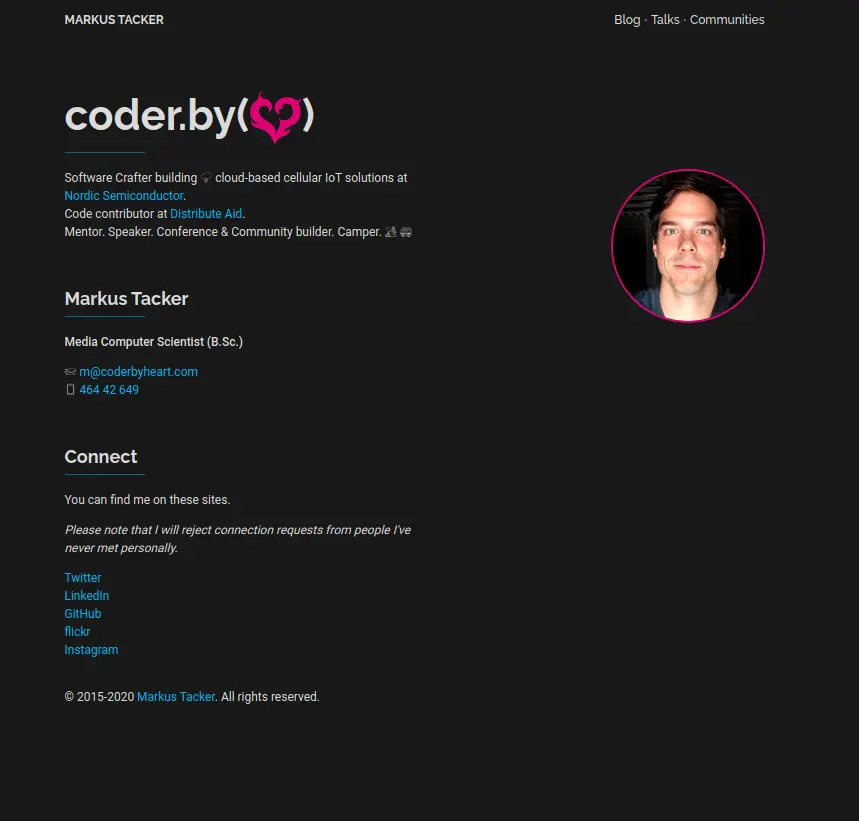 MARKUS TACKER
Blog · Talks · Communities
coder.by( )
Software Crafter building cloud-based cellular IoT solutions at
Nordic Semiconductor.
Code contributor at Distribute Aid.
Mentor. Speaker. Conference & Community builder. Camper.
Markus Tacker
Media Computer Scientist (B.Sc.)
m@coderbyheart.com
464 42 649
Connect
You can find me on these sites.
Please note that I will reject connection requests from people I've
never met personally.
Twitter
LinkedIn
GitHub
flickr
Instagram
© 2015-2020 Markus Tacker. All rights reserved.